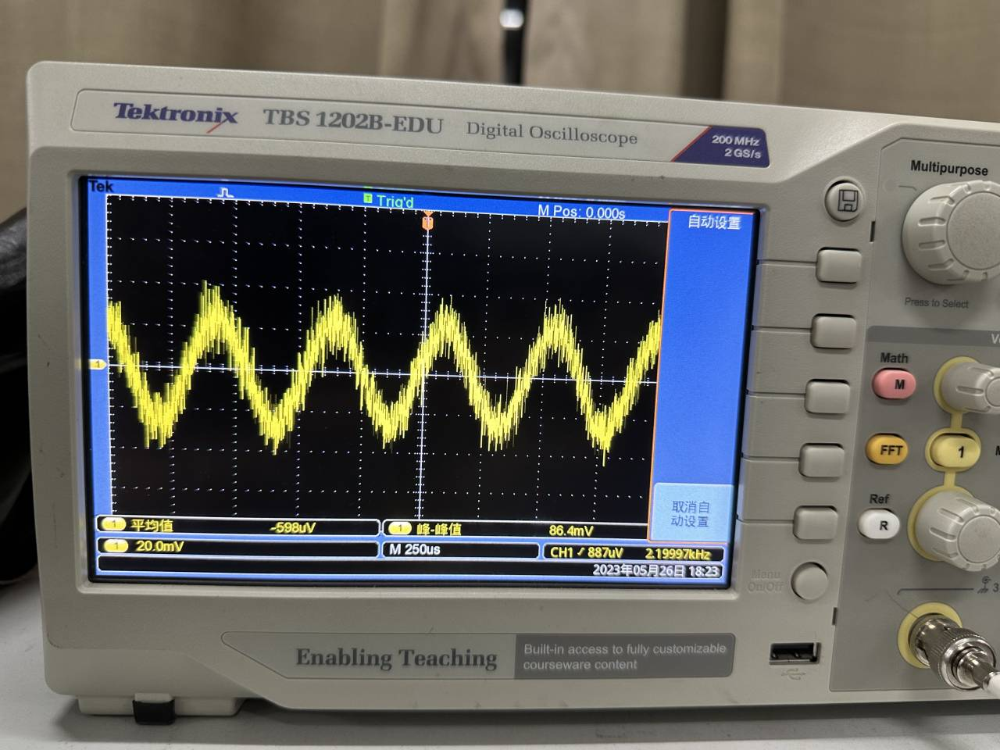 Tektronix TBS 1202B-EDU Digital Oscilloscope
200 MHz
2 GS/s
Tek
T Trig'd
M Pos: 0.000s
自动设置
T
1
取消自
动设置
1 平均值 -598uV
1 峰-峰值 86.4mV
1 20.0mV
M 250us
CH1 887uV 2.19997kHz
2023年05月26日 18:23
Enabling Teaching
Built-in access to fully customizable
courseware content
Multipurpose
Press to Select
Math
M
FFT
1
Ref
R
Menu
On/Off